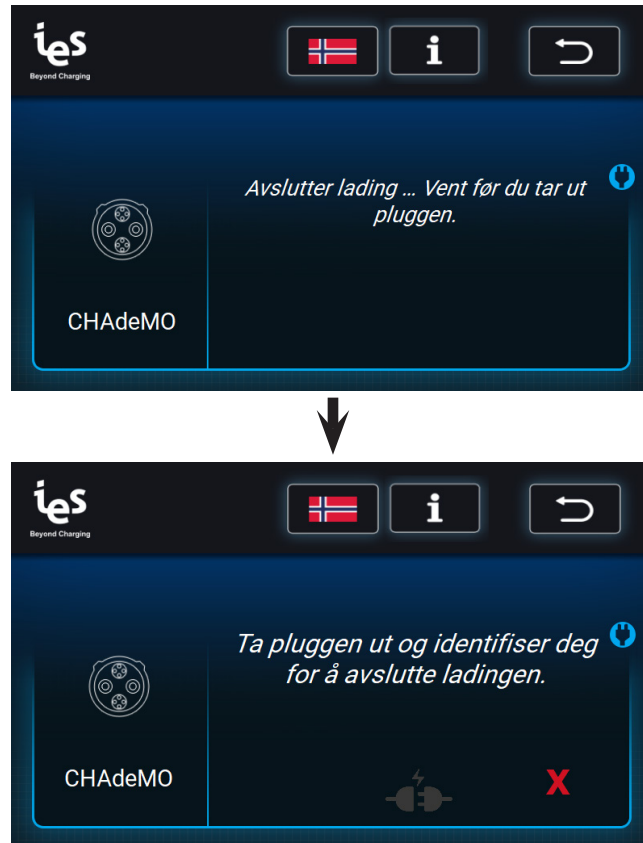 ies
Beyond Charging
i
Avslutter lading ... Vent før du tar ut
pluggen.
CHAdeMO
ies
Beyond Charging
i
Ta pluggen ut og identifiser deg
for å avslutte ladingen.
CHAdeMO
X